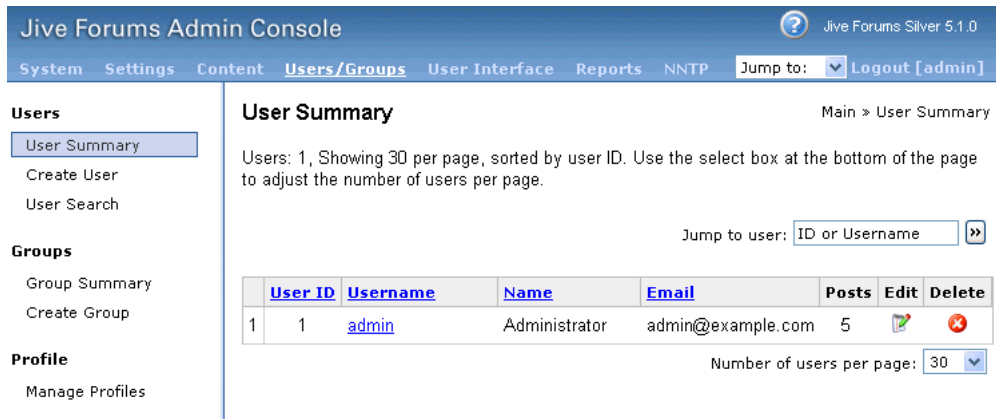 Jive Forums Admin Console
Jive Forums Silver 5.1.0
System Settings Content Users/Groups User Interface Reports NNTP Jump to: Logout [admin]
Users
User Summary
Create User
User Search
Groups
Group Summary
Create Group
Profile
Manage Profiles
User Summary
Main » User Summary
Users: 1, Showing 30 per page, sorted by user ID. Use the select box at the bottom of the page
to adjust the number of users per page.
Jump to user: ID or Username »
User ID Username Name Email Posts Edit Delete
1 1 admin Administrator admin@example.com 5
Number of users per page: 30